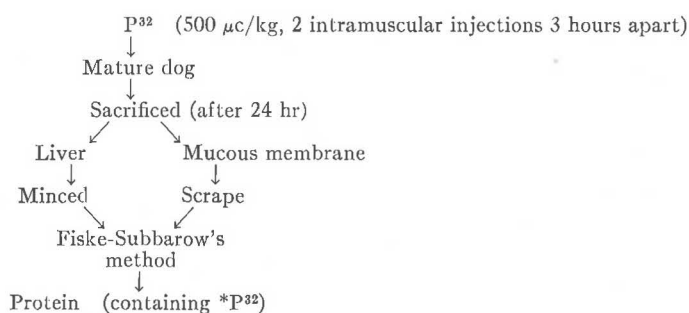 P³² (500 μc/kg, 2 intramuscular injections 3 hours apart)
Mature dog
Sacrificed (after 24 hr)
Liver Mucous membrane
Minced Scrape
Fiske-Subbarow's
method
Protein (containing *P³²)